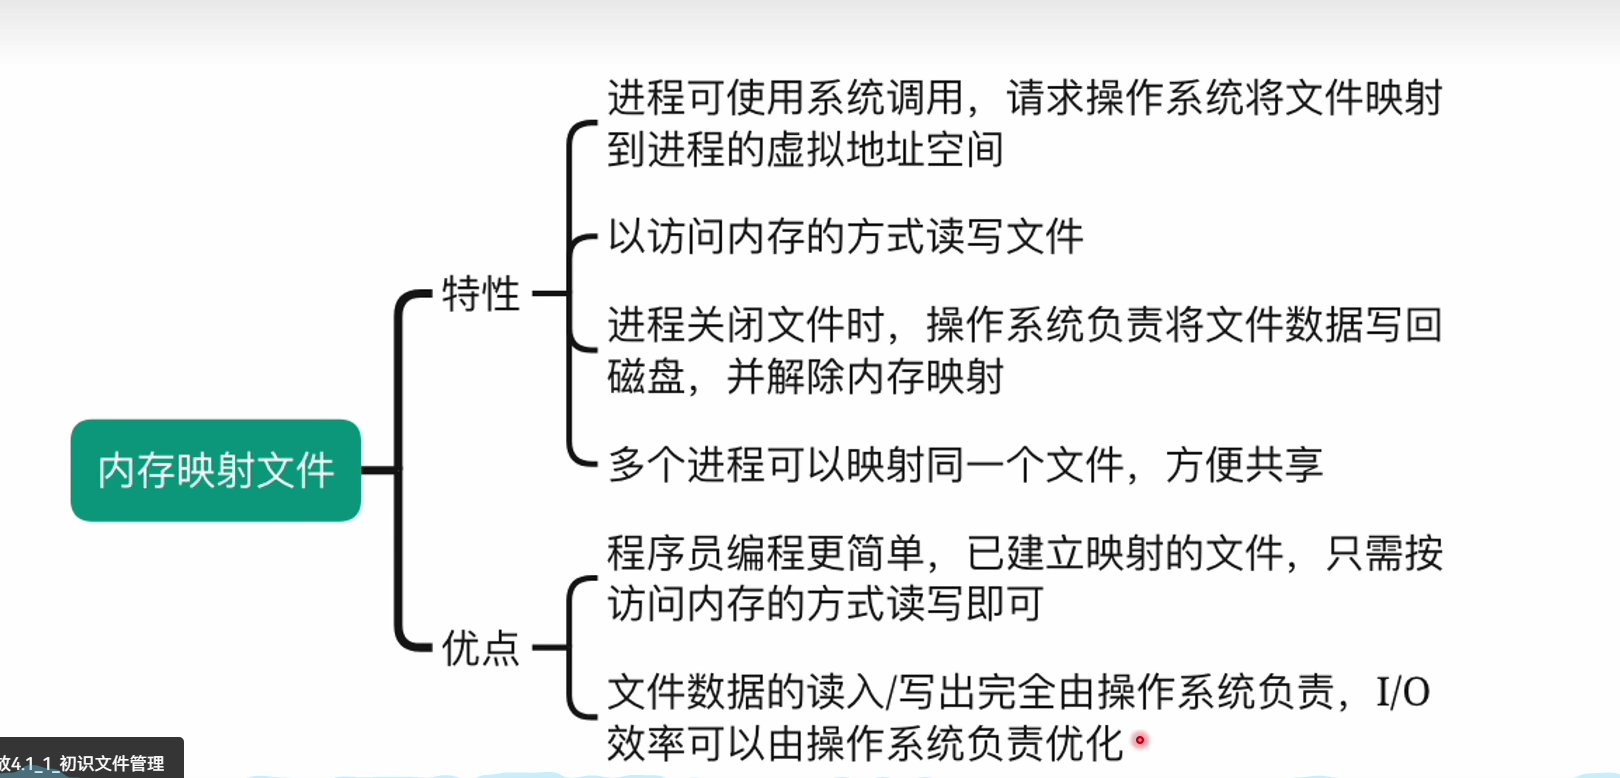 进程可使用系统调用，请求操作系统将文件映射
到进程的虚拟地址空间
以访问内存的方式读写文件
特性
进程关闭文件时，操作系统负责将文件数据写回
磁盘，并解除内存映射
多个进程可以映射同一个文件，方便共享
内存映射文件
程序员编程更简单，已建立映射的文件，只需按
访问内存的方式读写即可
优点
文件数据的读入/写出完全由操作系统负责，I/O
效率可以由操作系统负责优化
放4.1_1_初识文件管理